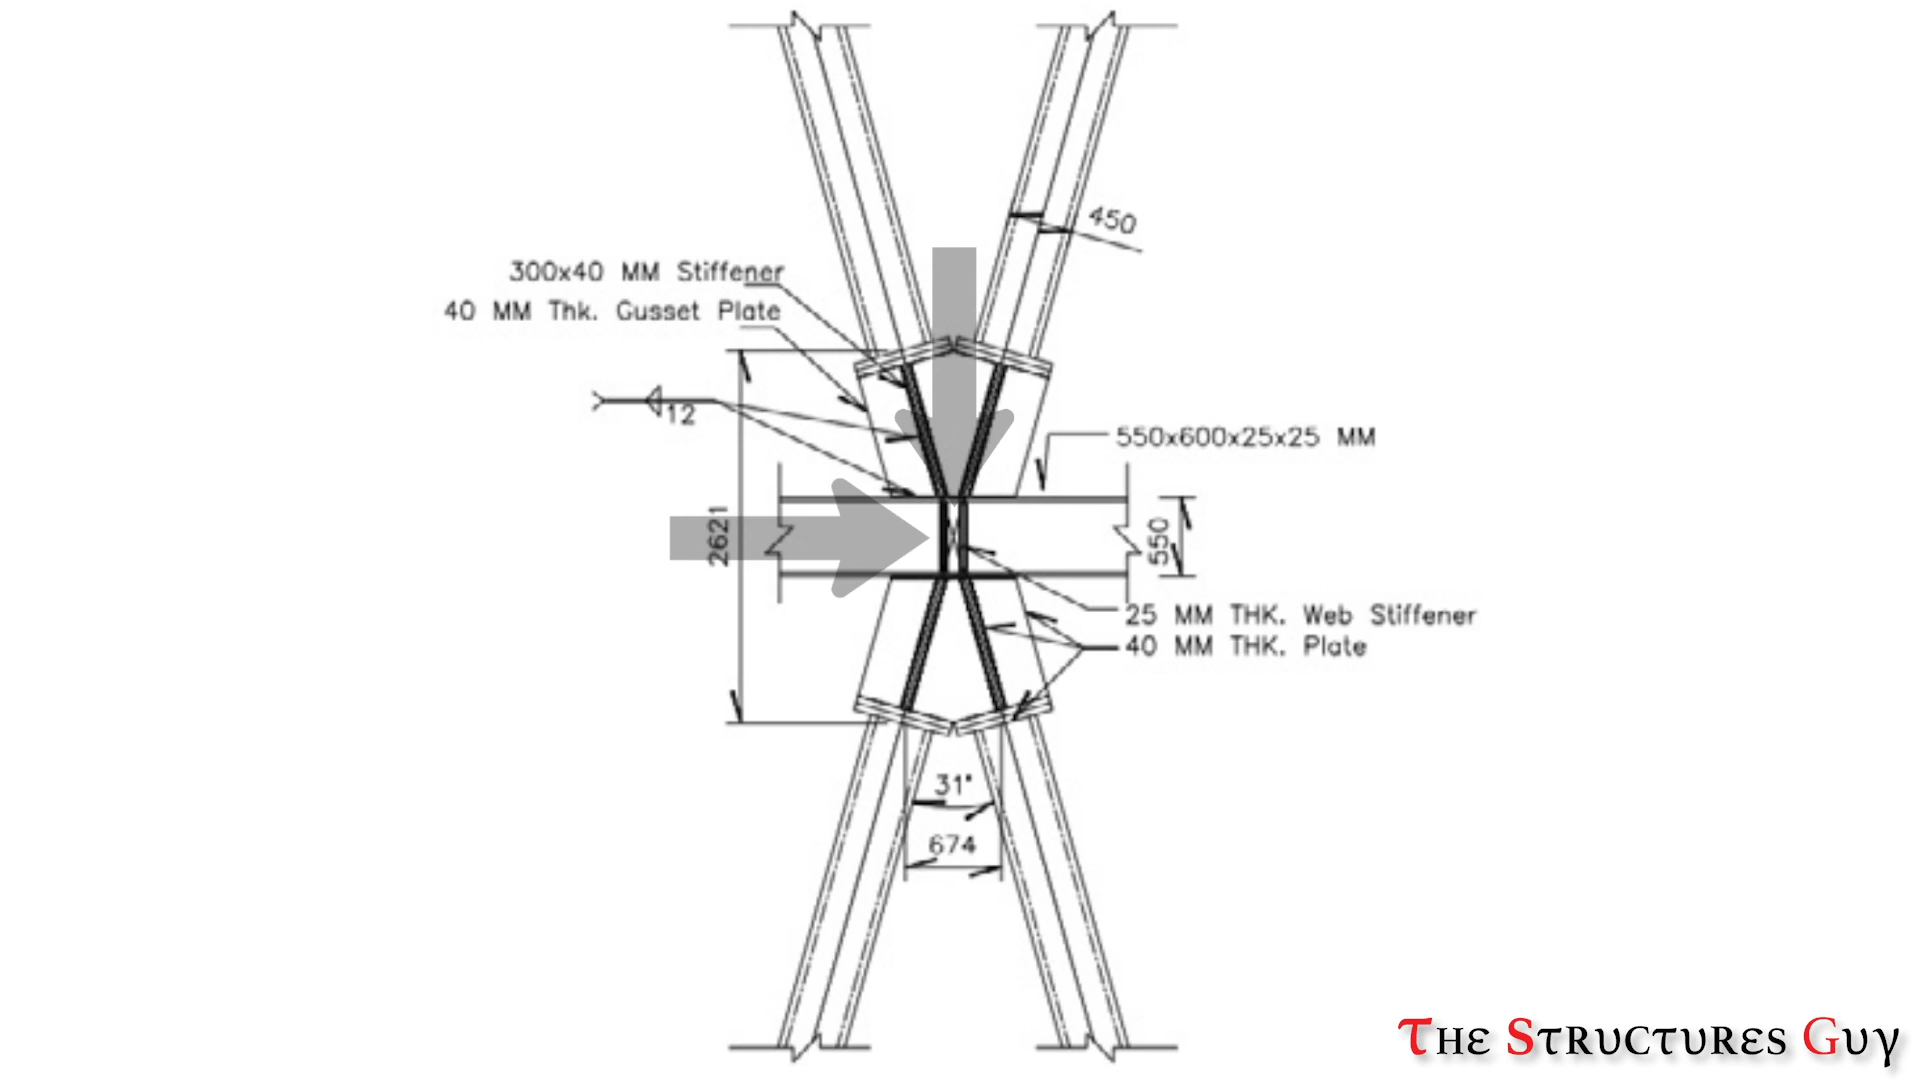 450
300x40 MM Stiffener
40 MM Thk. Gusset Plate
12
550x600x25x25 MM
2621
550
25 MM THK. Web Stiffener
40 MM THK. Plate
31°
674
The Structures Guy